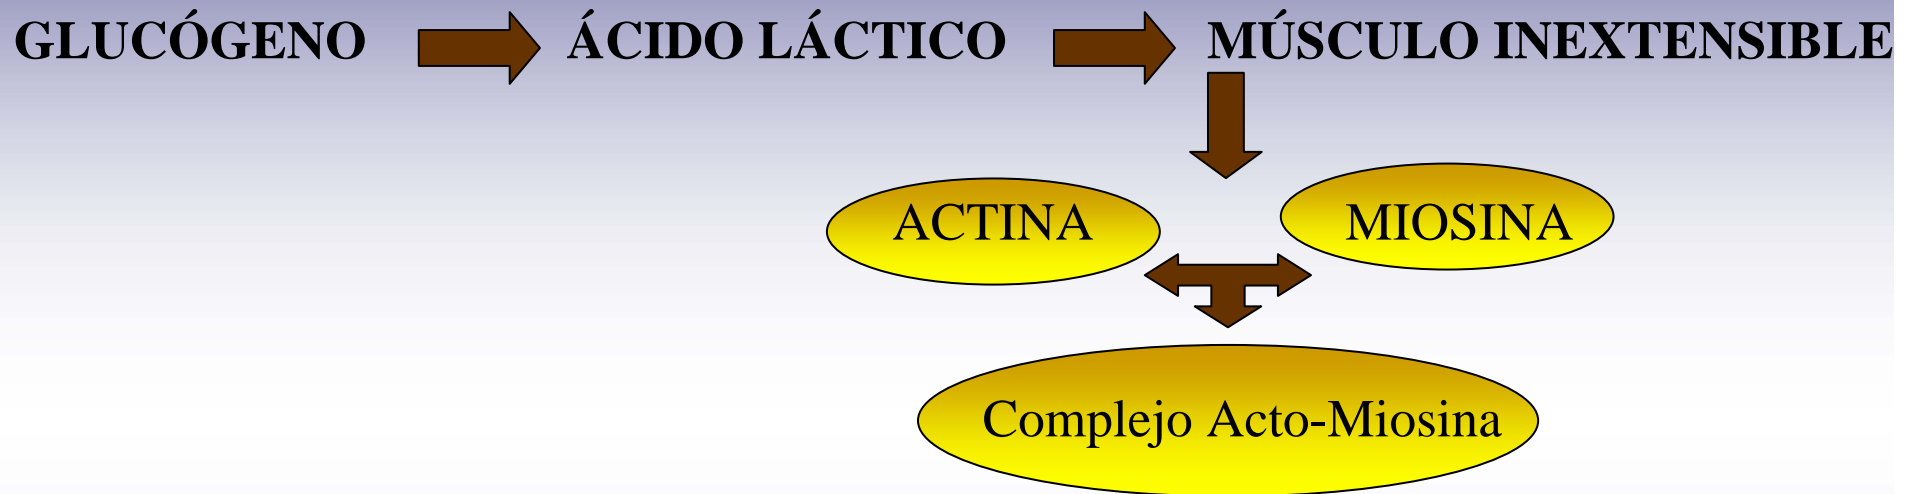 GLUCÓGENO ÁCIDO LÁCTICO MÚSCULO INEXTENSIBLE
ACTINA MIOSINA
Complejo Acto-Miosina